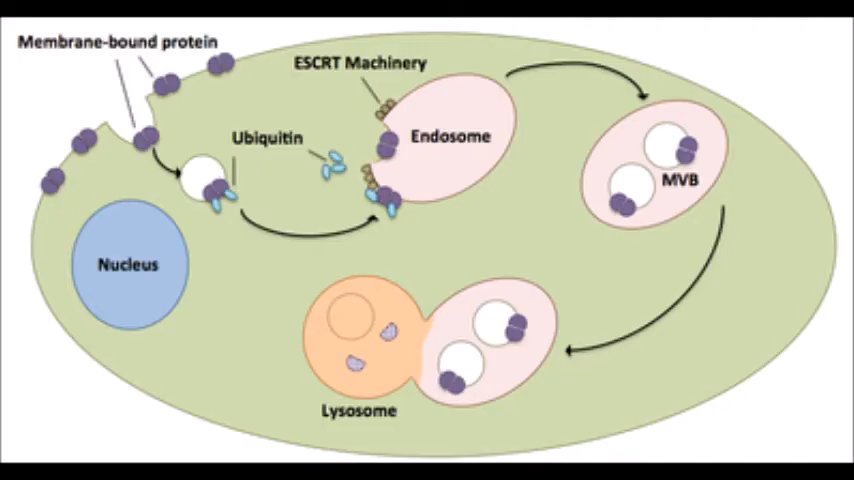 Membrane-bound protein
ESCRT Machinery
Ubiquitin
Endosome
MVB
Nucleus
Lysosome